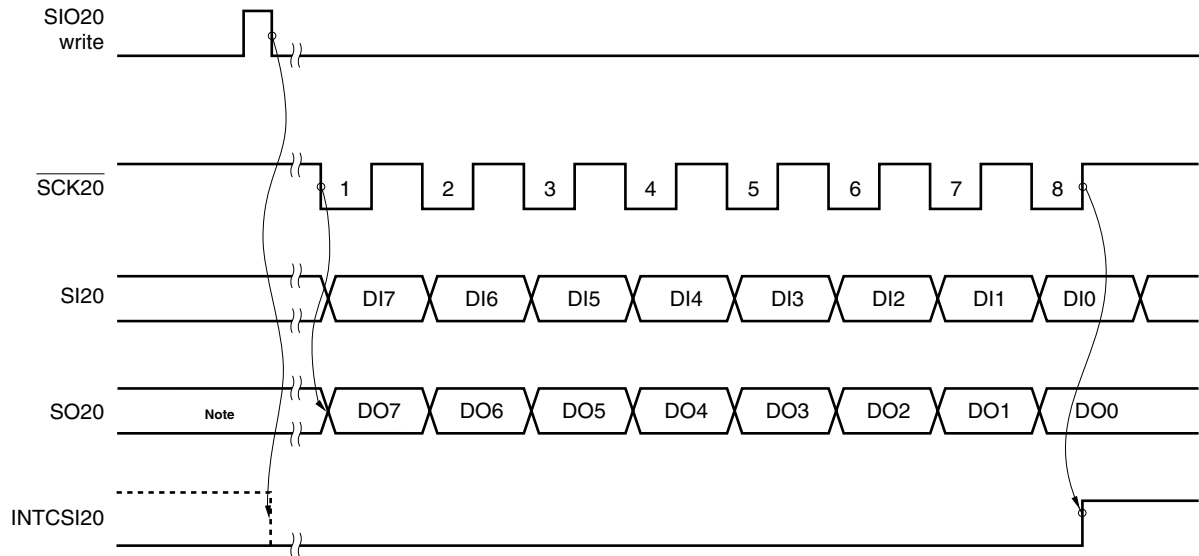 SIO20
write
SCK20
1 2 3 4 5 6 7 8
SI20
DI7 DI6 DI5 DI4 DI3 DI2 DI1 DI0
SO20
Note
DO7 DO6 DO5 DO4 DO3 DO2 DO1 DO0
INTCSI20